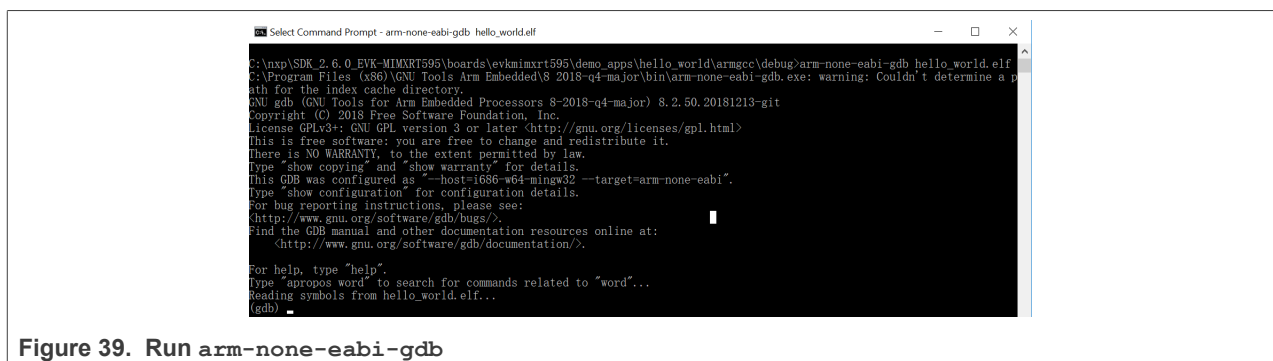 Select Command Prompt - arm-none-eabi-gdb hello_world.elf
C:\nxp\SDK_2.6.0_EVK-MIMXRT595\boards\evkmimxrt595\demo_apps\hello_world\armgcc\debug>arm-none-eabi-gdb hello_world.elf
C:\Program Files (x86)\GNU Tools Arm Embedded\8 2018-q4-major\bin\arm-none-eabi-gdb.exe: warning: Couldn't determine a p
ath for the index cache directory.
GNU gdb (GNU Tools for Arm Embedded Processors 8-2018-q4-major) 8.2.50.20181213-git
Copyright (C) 2018 Free Software Foundation, Inc.
License GPLv3+: GNU GPL version 3 or later <http://gnu.org/licenses/gpl.html>
This is free software: you are free to change and redistribute it.
There is NO WARRANTY, to the extent permitted by law.
Type "show copying" and "show warranty" for details.
This GDB was configured as "--host=i686-w64-mingw32 --target=arm-none-eabi".
Type "show configuration" for configuration details.
For bug reporting instructions, please see:
<http://www.gnu.org/software/gdb/bugs/>.
Find the GDB manual and other documentation resources online at:
<http://www.gnu.org/software/gdb/documentation/>.
For help, type "help".
Type "apropos word" to search for commands related to "word"...
Reading symbols from hello_world.elf...
(gdb)
Figure 39. Run arm-none-eabi-gdb